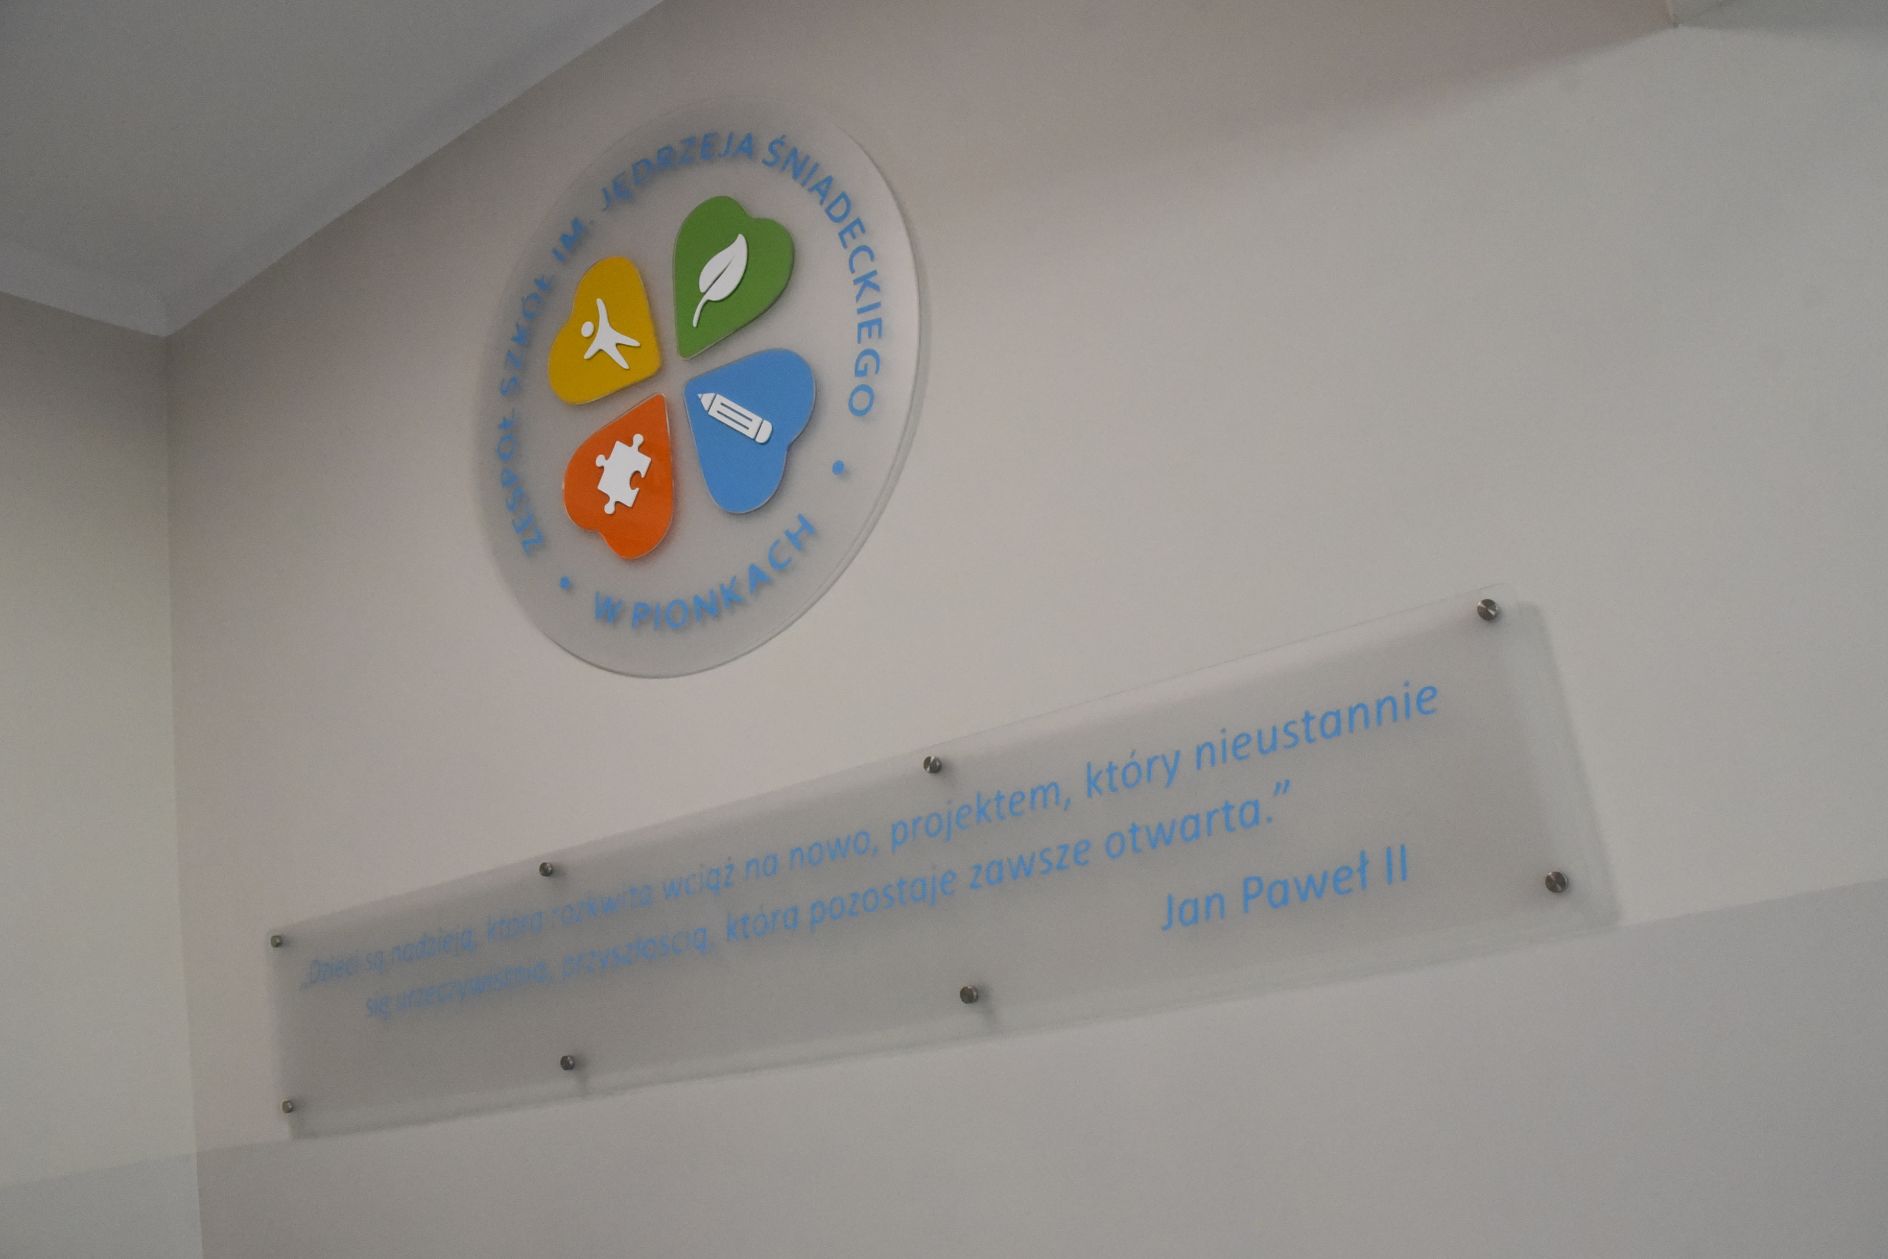 ZESPÓŁ SZKÓŁ IM. JĘDRZEJA ŚNIADECKIEGO
• W PIONKACH •
„Dzieci są nadzieją, która rozkwita wciąż na nowo, projektem, który nieustannie
się urzeczywistnia, przyszłością, która pozostaje zawsze otwarta.”
Jan Paweł II